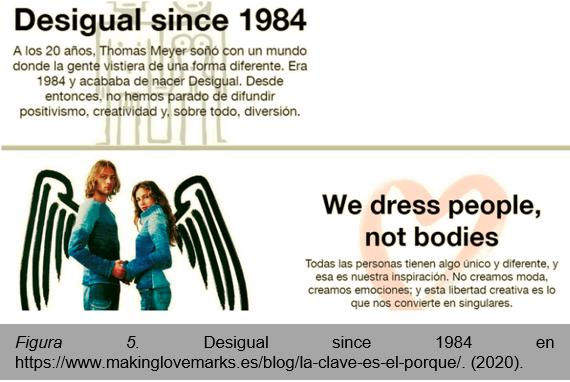 Desigual since 1984
A los 20 años, Thomas Meyer soñó con un mundo
donde la gente vistiera de una forma diferente. Era
1984 y acababa de nacer Desigual. Desde
entonces, no hemos parado de difundir
positivismo, creatividad y, sobre todo, diversión.
We dress people,
not bodies
Todas las personas tienen algo único y diferente, y
esa es nuestra inspiración. No creamos moda,
creamos emociones; y esta libertad creativa es lo
que nos convierte en singulares.
Figura 5. Desigual since 1984 en
https://www.makinglovemarks.es/blog/la-clave-es-el-porque/. (2020).